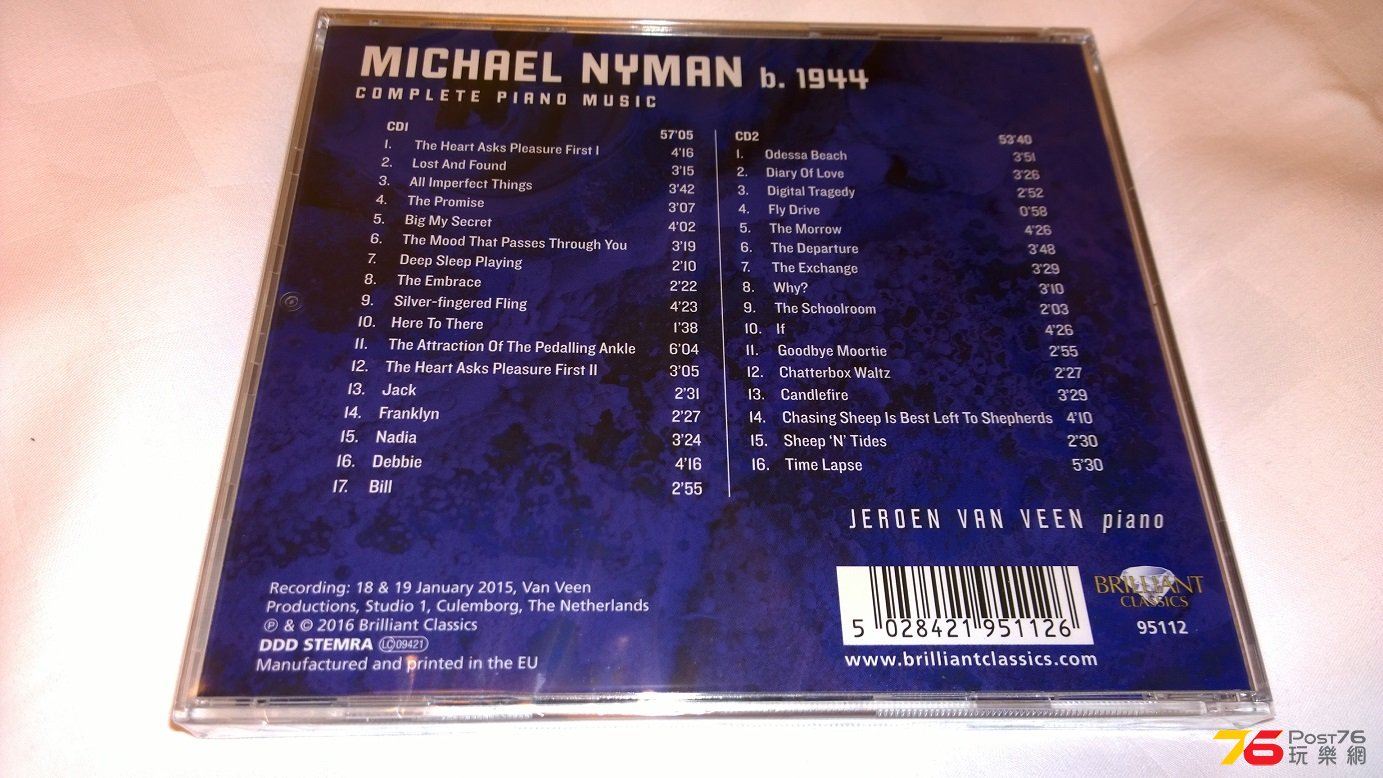 MICHAEL NYMAN b. 1944
COMPLETE PIANO MUSIC
CD1 57'05
1. The Heart Asks Pleasure First I 4'16
2. Lost And Found 3'15
3. All Imperfect Things 3'42
4. The Promise 3'07
5. Big My Secret 4'02
6. The Mood That Passes Through You 3'19
7. Deep Sleep Playing 2'10
8. The Embrace 2'22
9. Silver-fingered Fling 4'23
10. Here To There 1'38
11. The Attraction Of The Pedalling Ankle 6'04
12. The Heart Asks Pleasure First II 3'05
13. Jack 2'31
14. Franklyn 2'27
15. Nadia 3'24
16. Debbie 4'16
17. Bill 2'55
CD2 53'40
1. Odessa Beach 3'51
2. Diary Of Love 3'26
3. Digital Tragedy 2'52
4. Fly Drive 0'58
5. The Morrow 4'26
6. The Departure 3'48
7. The Exchange 3'29
8. Why? 3'10
9. The Schoolroom 2'03
10. If 4'26
11. Goodbye Moortie 2'55
12. Chatterbox Waltz 2'27
13. Candlefire 3'29
14. Chasing Sheep Is Best Left To Shepherds 4'10
15. Sheep 'N' Tides 2'30
16. Time Lapse 5'30
JEROEN VAN VEEN piano
Recording: 18 & 19 January 2015, Van Veen
Productions, Studio 1, Culemborg, The Netherlands
℗ & © 2016 Brilliant Classics
DDD STEMRA LC 09421
Manufactured and printed in the EU
5 028421 951126
www.brilliantclassics.com
BRILLIANT
CLASSICS
95112
76 Post76
玩樂網